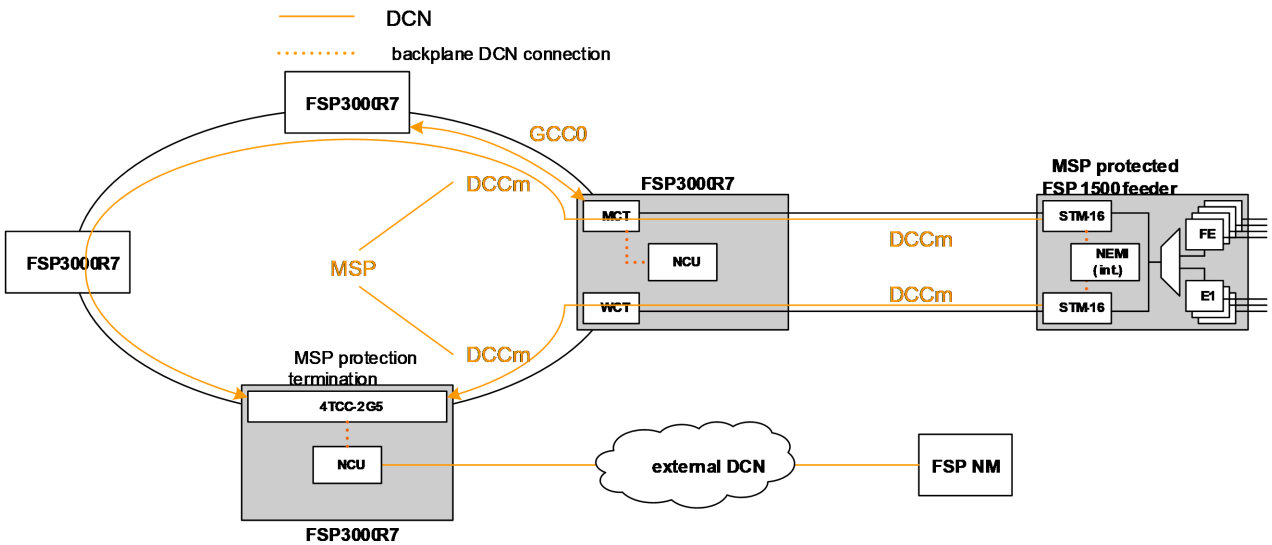 DCN
backplane DCN connection
FSP3000R7
GCC0
DCCm
FSP3000R7
MSP protected
FSP 1500 feeder
MCT
NCU
WCT
DCCm
DCCm
STM-16
NEMI
(int.)
STM-16
FE
E1
FSP3000R7
MSP
DCCm
MSP protection
termination
4TCC-2G5
NCU
FSP3000R7
external DCN
FSP NM